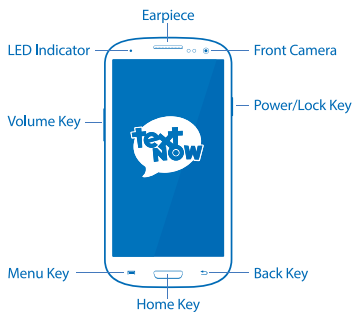 Earpiece
LED Indicator
Front Camera
Power/Lock Key
Volume Key
text
NOW
Menu Key
Back Key
Home Key